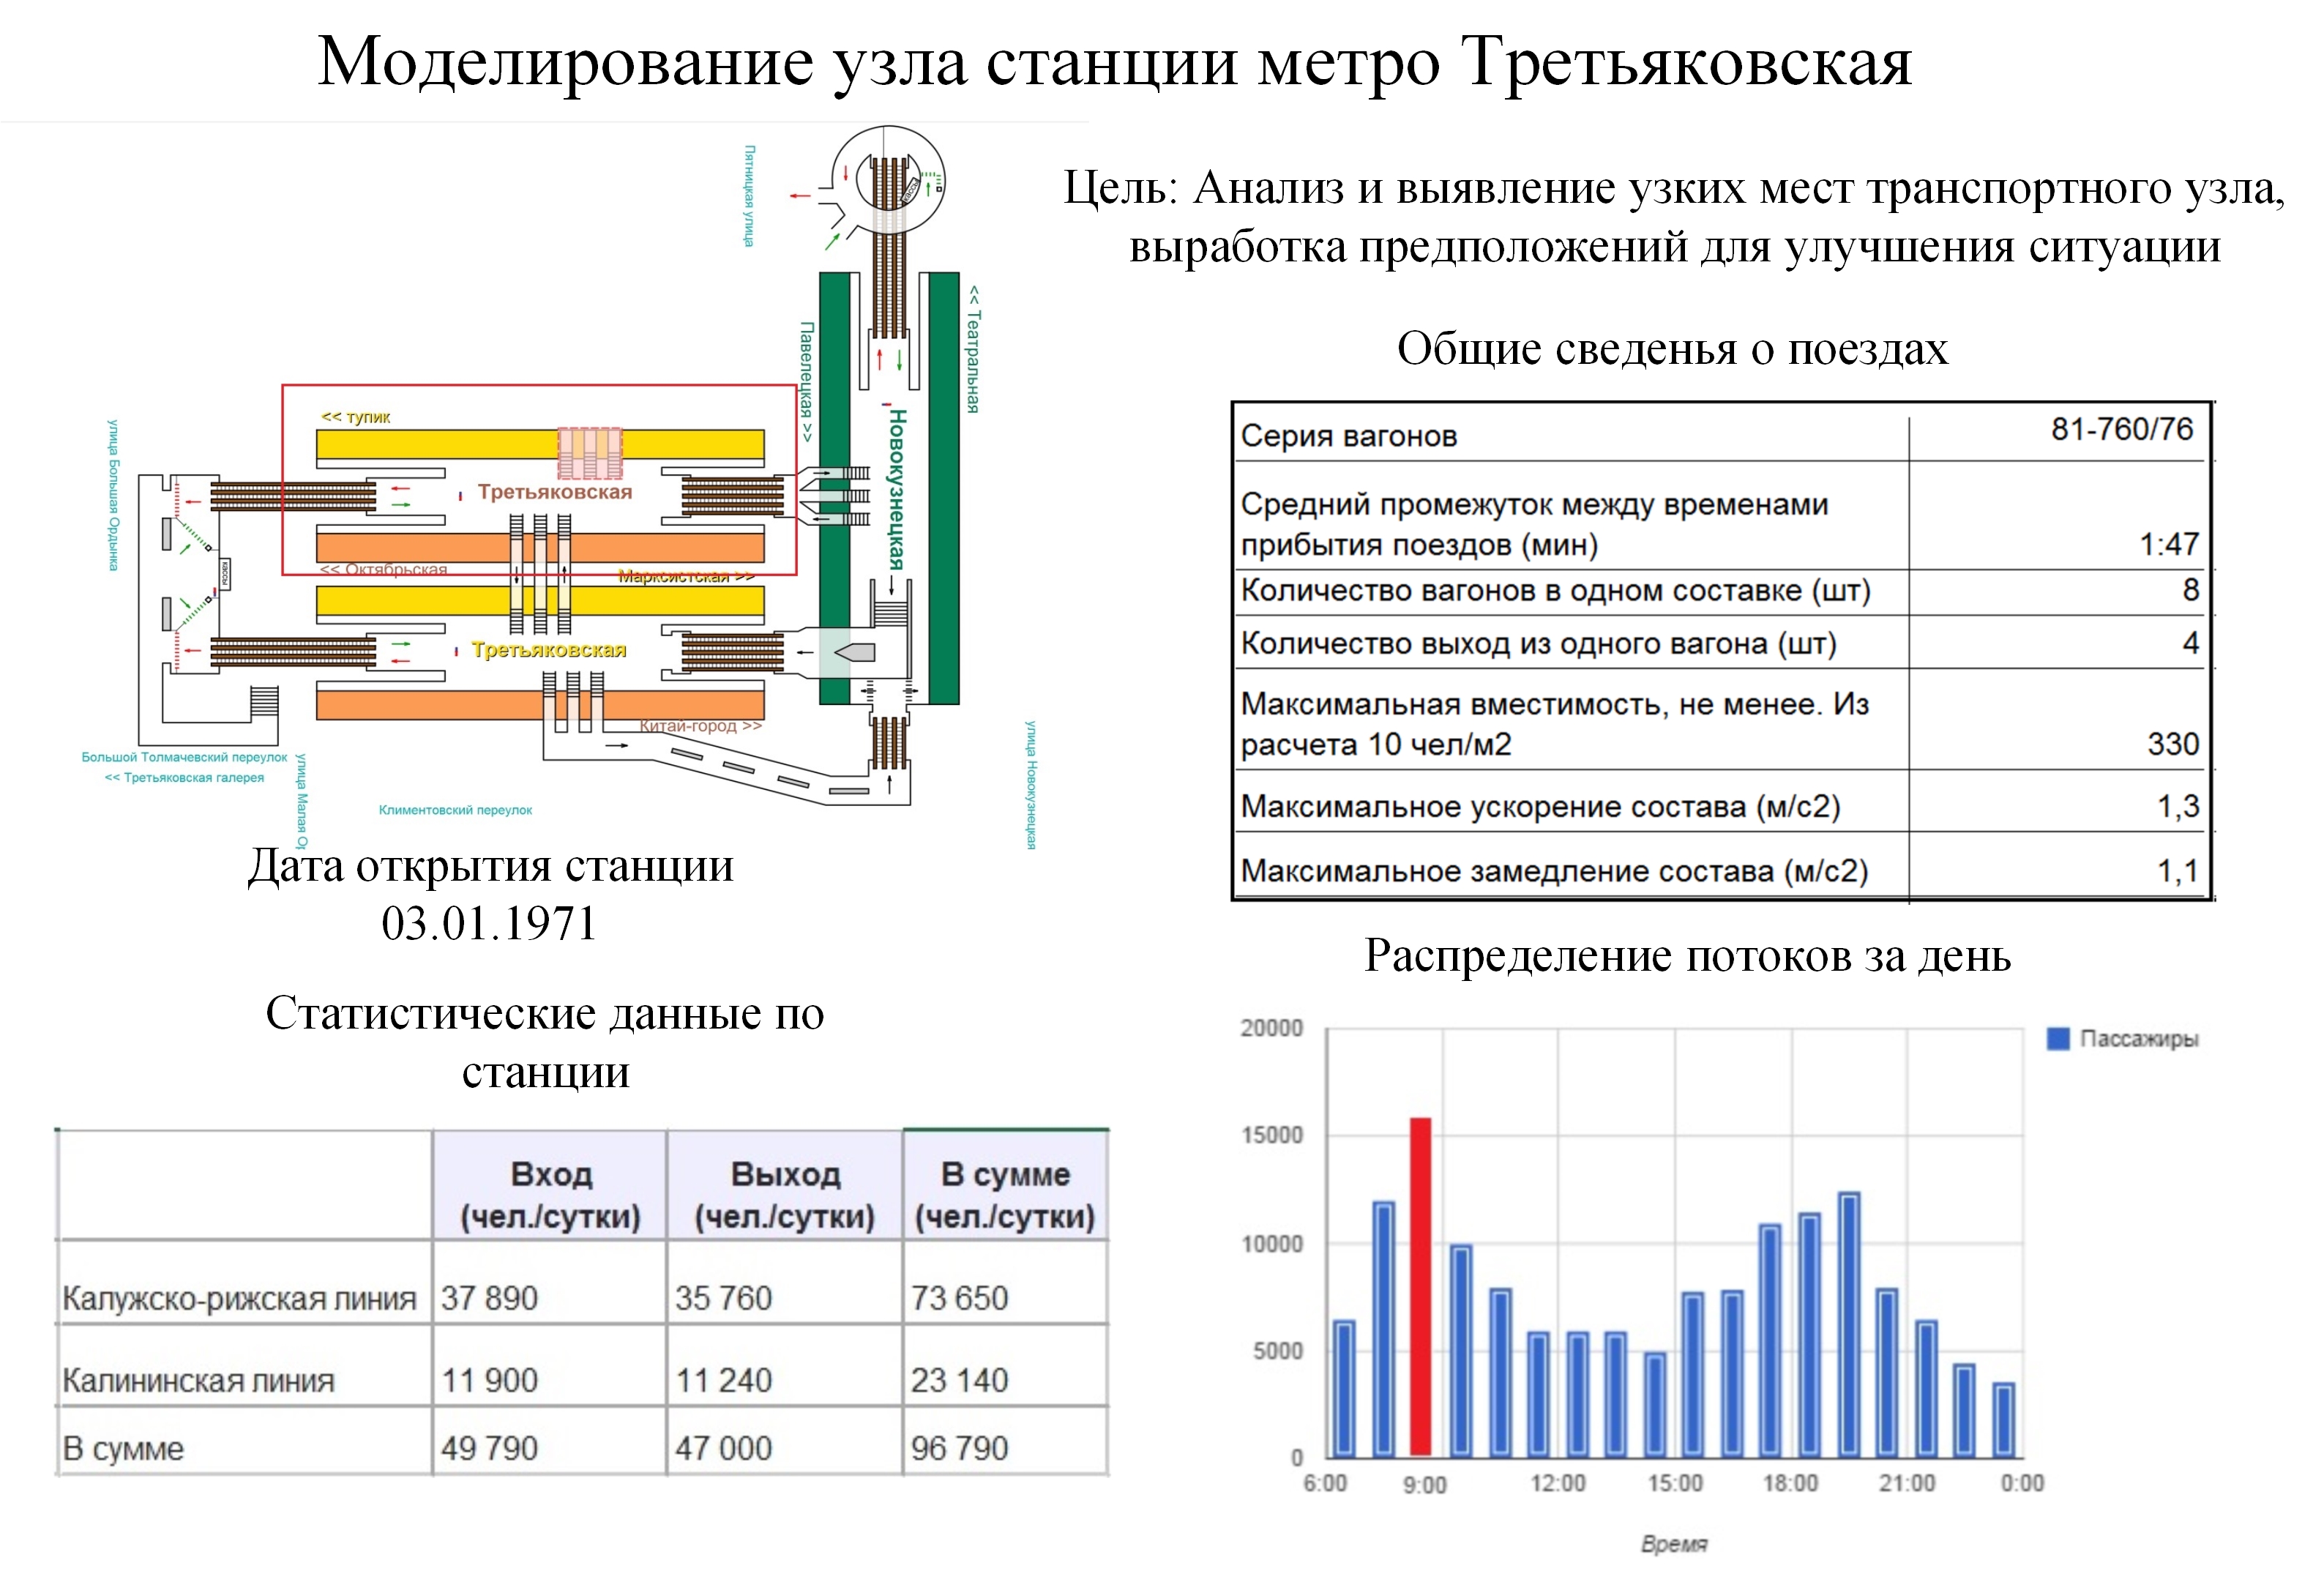 Моделирование узла станции метро Третьяковская
Цель: Анализ и выявление узких мест транспортного узла,
выработка предположений для улучшения ситуации
Пятницкая улица
кассы
<< Театральная
Павелецкая >>
Новокузнецкая
<< тупик
Третьяковская
<< Октябрьская
Марксистская >>
Третьяковская
Китай-город >>
улица Большая Ордынка
кассы
Большой Толмачевский переулок
<< Третьяковская галерея
улица Малая Ор
Климентовский переулок
улица Новокузнецкая
Дата открытия станции
03.01.1971
Общие сведенья о поездах
Серия вагонов 81-760/76
Средний промежуток между временами
прибытия поездов (мин) 1:47
Количество вагонов в одном составке (шт) 8
Количество выход из одного вагона (шт) 4
Максимальная вместимость, не менее. Из
расчета 10 чел/м2 330
Максимальное ускорение состава (м/с2) 1,3
Максимальное замедление состава (м/с2) 1,1
Статистические данные по
станции
Вход Выход В сумме
(чел./сутки) (чел./сутки) (чел./сутки)
Калужско-рижская линия 37 890 35 760 73 650
Калининская линия 11 900 11 240 23 140
В сумме 49 790 47 000 96 790
Распределение потоков за день
20000
15000
10000
5000
0
6:00 9:00 12:00 15:00 18:00 21:00 0:00
Время
Пассажиры